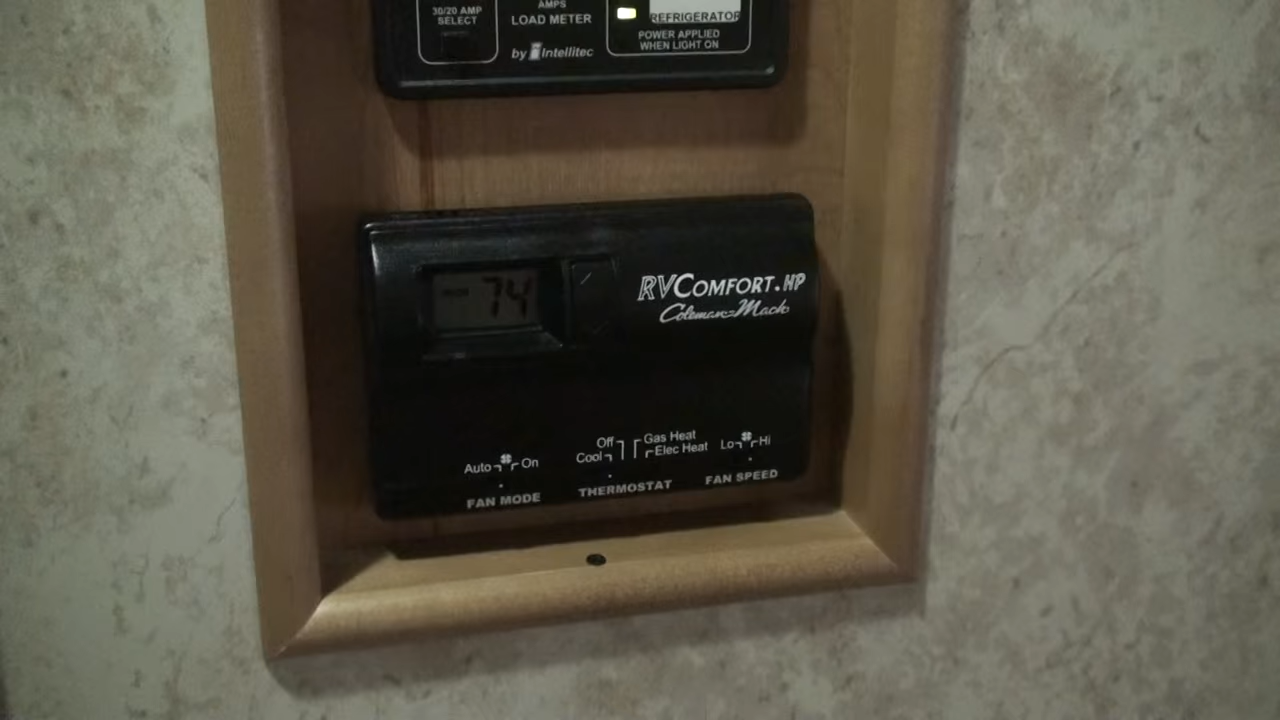 30/20 AMP
SELECT
AMPS
LOAD METER
by Intellitec
REFRIGERATOR
POWER APPLIED
WHEN LIGHT ON
74
RVCOMFORT.HP
Coleman-Mach
Auto On
FAN MODE
Off Gas Heat
Cool Elec Heat
THERMOSTAT
Lo Hi
FAN SPEED